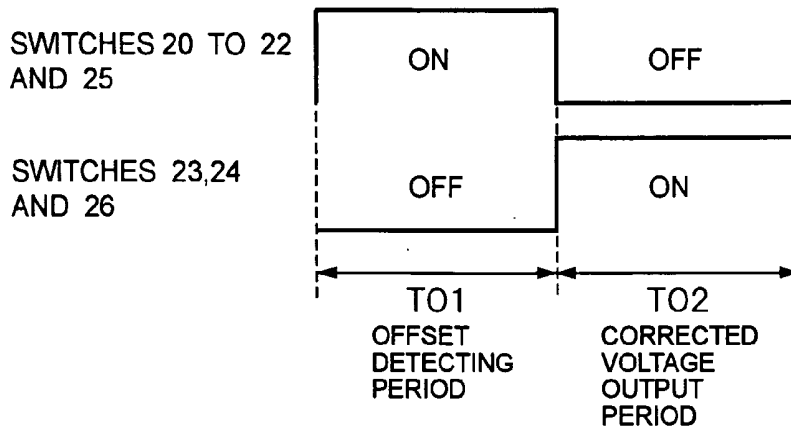 SWITCHES 20 TO 22
AND 25
ON
OFF
SWITCHES 23,24
AND 26
OFF
ON
TO1
TO2
OFFSET
DETECTING
PERIOD
CORRECTED
VOLTAGE
OUTPUT
PERIOD